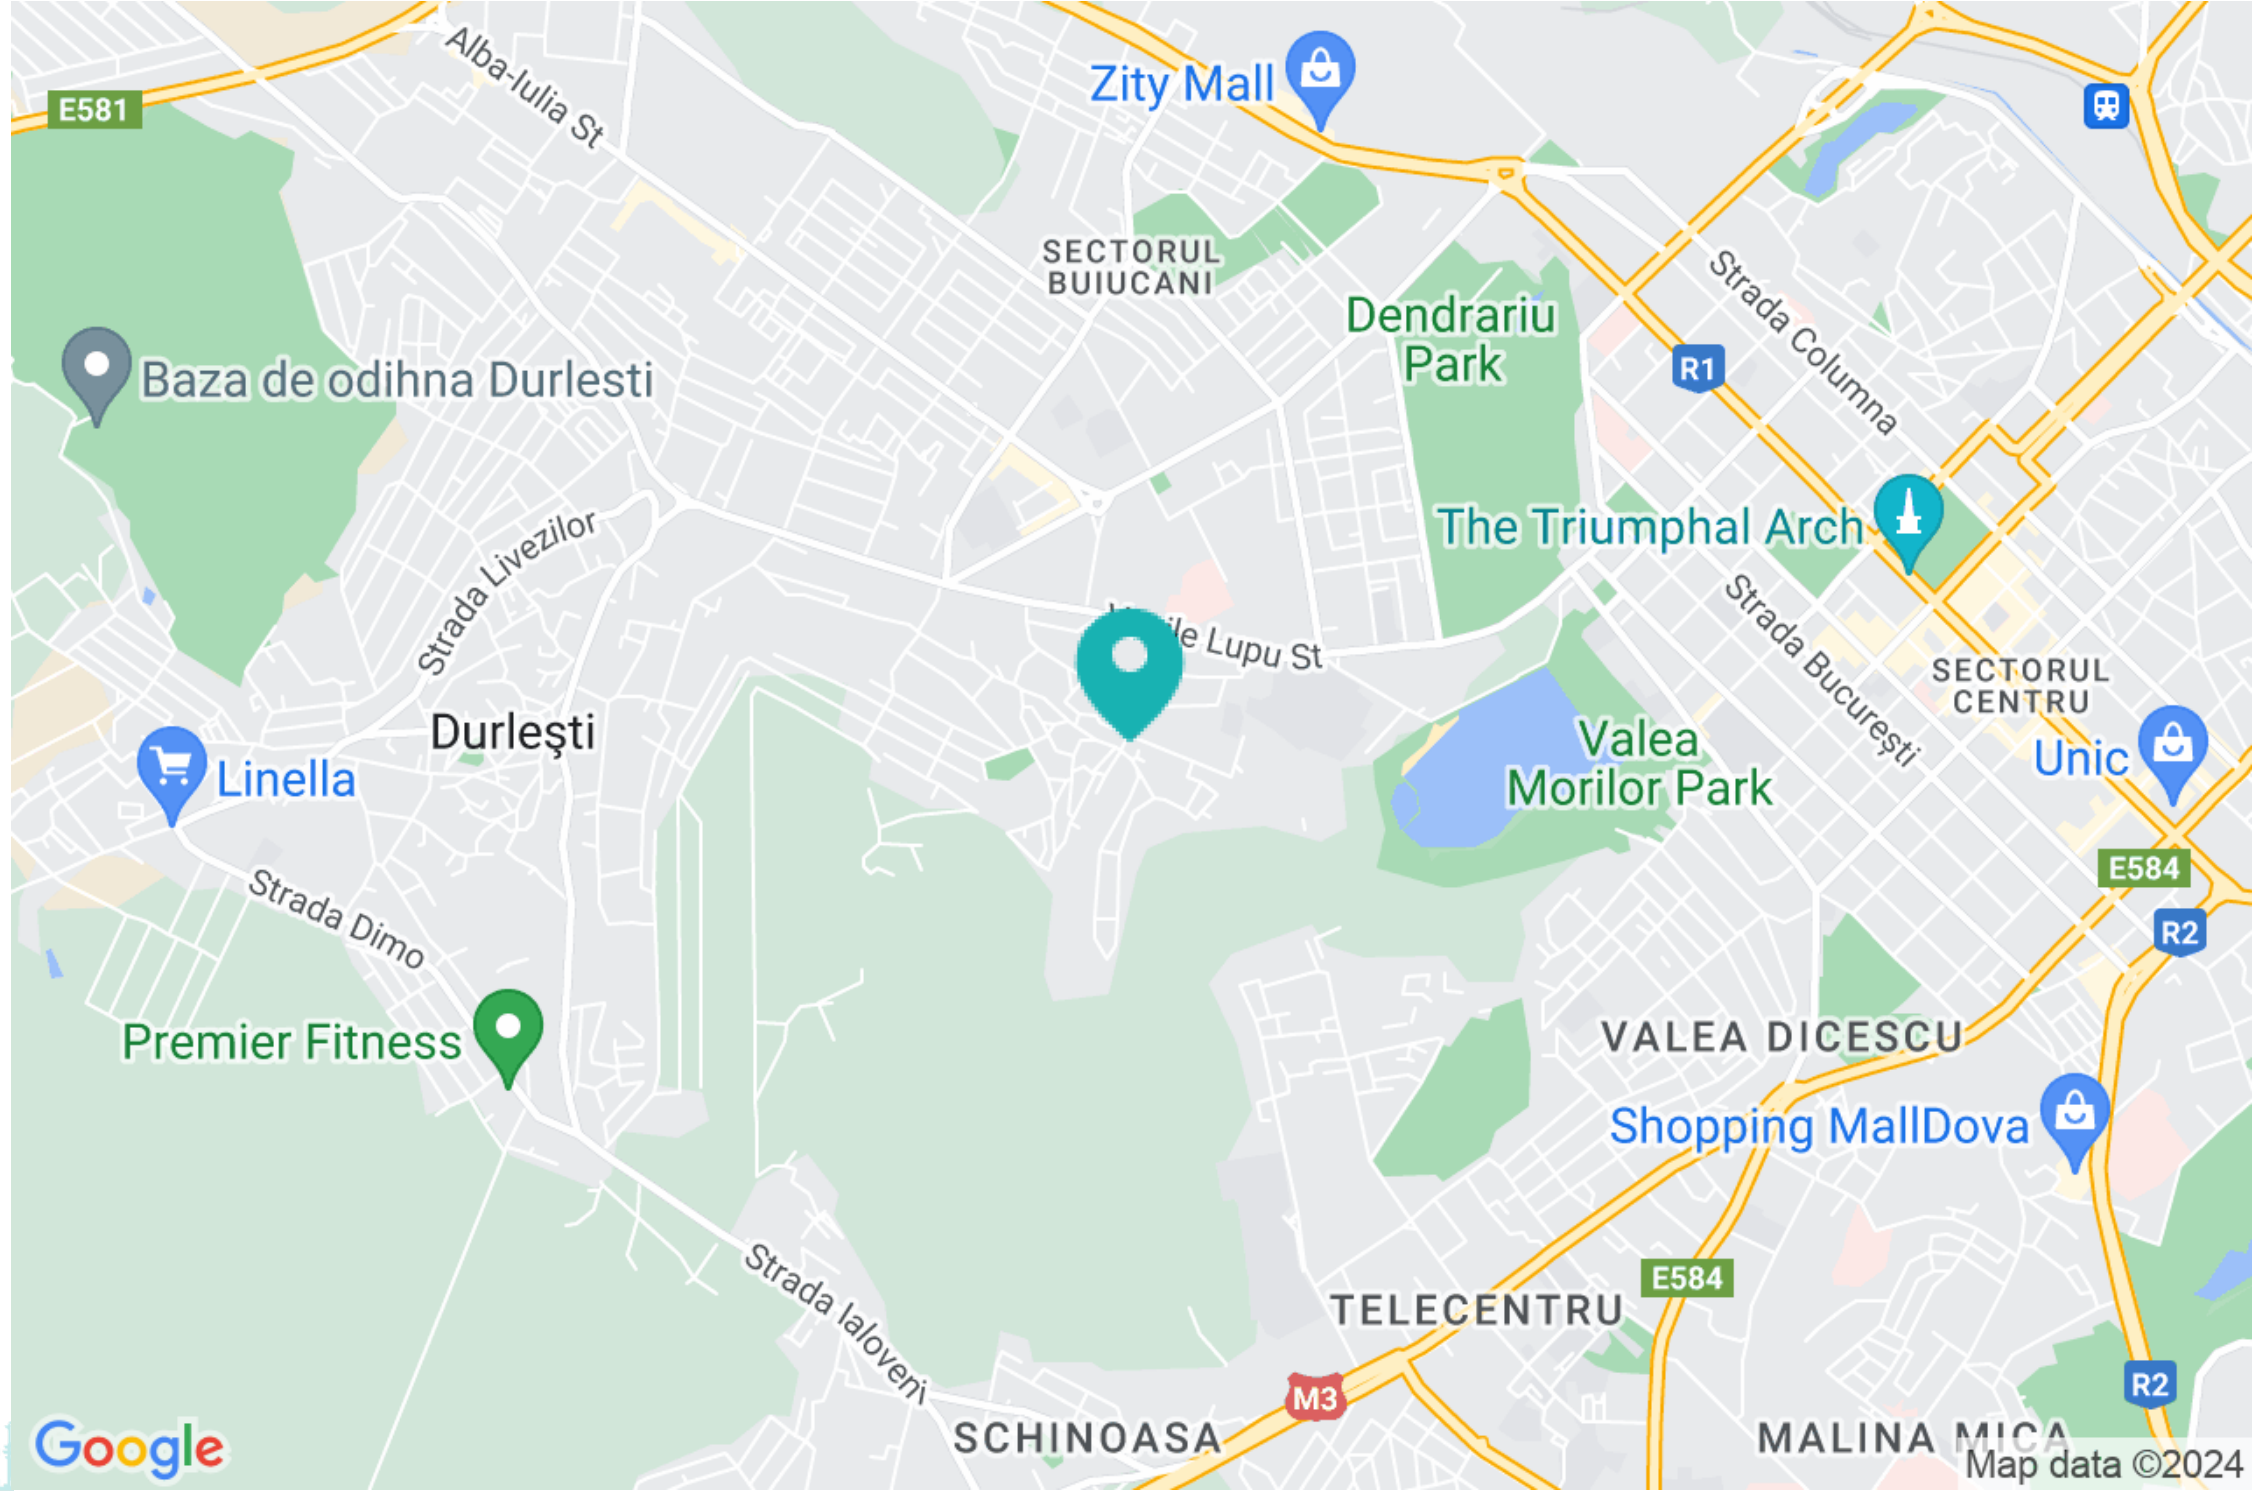 Alba-Iulia St
Zity Mall
E581
SECTORUL
BUIUCANI
Strada Columna
Dendrariu
Park
R1
Baza de odihna Durlesti
The Triumphal Arch
Strada Livezilor
Lupu St
Strada București
SECTORUL
CENTRU
Durleşti
Valea
Morilor Park
Unic
Linella
E584
Strada Dimo
R2
Premier Fitness
VALEA DICESCU
Shopping MallDova
Strada Ialoveni
E584
TELECENTRU
M3
R2
SCHINOASA
MALINA MICA
Google
Map data ©2024